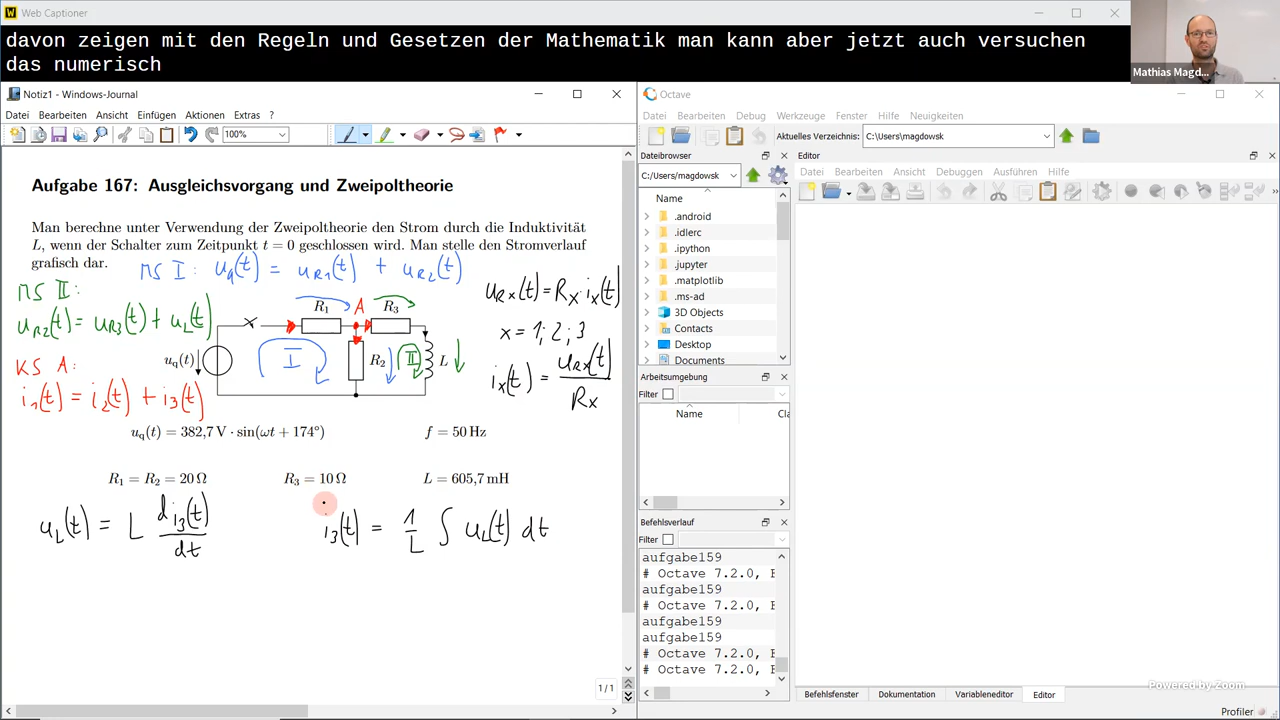 Web Captioner
davon zeigen mit den Regeln und Gesetzen der Mathematik man kann aber jetzt auch versuchen
das numerisch
Mathias Magd...
Notiz1 - Windows-Journal
Datei Bearbeiten Ansicht Einfügen Aktionen Extras ?
100%
Aufgabe 167: Ausgleichsvorgang und Zweipoltheorie
Man berechne unter Verwendung der Zweipoltheorie den Strom durch die Induktivität
L, wenn der Schalter zum Zeitpunkt t = 0 geschlossen wird. Man stelle den Stromverlauf
grafisch dar.
MS I: uq(t) = uR1(t) + uR2(t)
MS II:
uR2(t) = uR3(t) + uL(t)
KS A:
i1(t) = i2(t) + i3(t)
R1 A R3
uq(t) I R2 II L
uRx(t) = Rx · ix(t)
x = 1; 2; 3
ix(t) = uRx(t) / Rx
uq(t) = 382,7 V · sin(ωt + 174°) f = 50 Hz
R1 = R2 = 20 Ω R3 = 10 Ω L = 605,7 mH
uL(t) = L di3(t)/dt i3(t) = 1/L ∫ uL(t) dt
1/1
Octave
Datei Bearbeiten Debug Werkzeuge Fenster Hilfe Neuigkeiten
Aktuelles Verzeichnis: C:\Users\magdowsk
Dateibrowser
C:/Users/magdowsk
Name
.android
.idlerc
.ipython
.jupyter
.matplotlib
.ms-ad
3D Objects
Contacts
Desktop
Documents
Arbeitsumgebung
Filter
Name Cla
Befehlsverlauf
Filter
aufgabe159
# Octave 7.2.0, F
aufgabe159
# Octave 7.2.0, F
aufgabe159
aufgabe159
# Octave 7.2.0, F
# Octave 7.2.0, F
Editor
Datei Bearbeiten Ansicht Debuggen Ausführen Hilfe
Befehlsfenster Dokumentation Variableneditor Editor
Powered by Zoom
Profiler